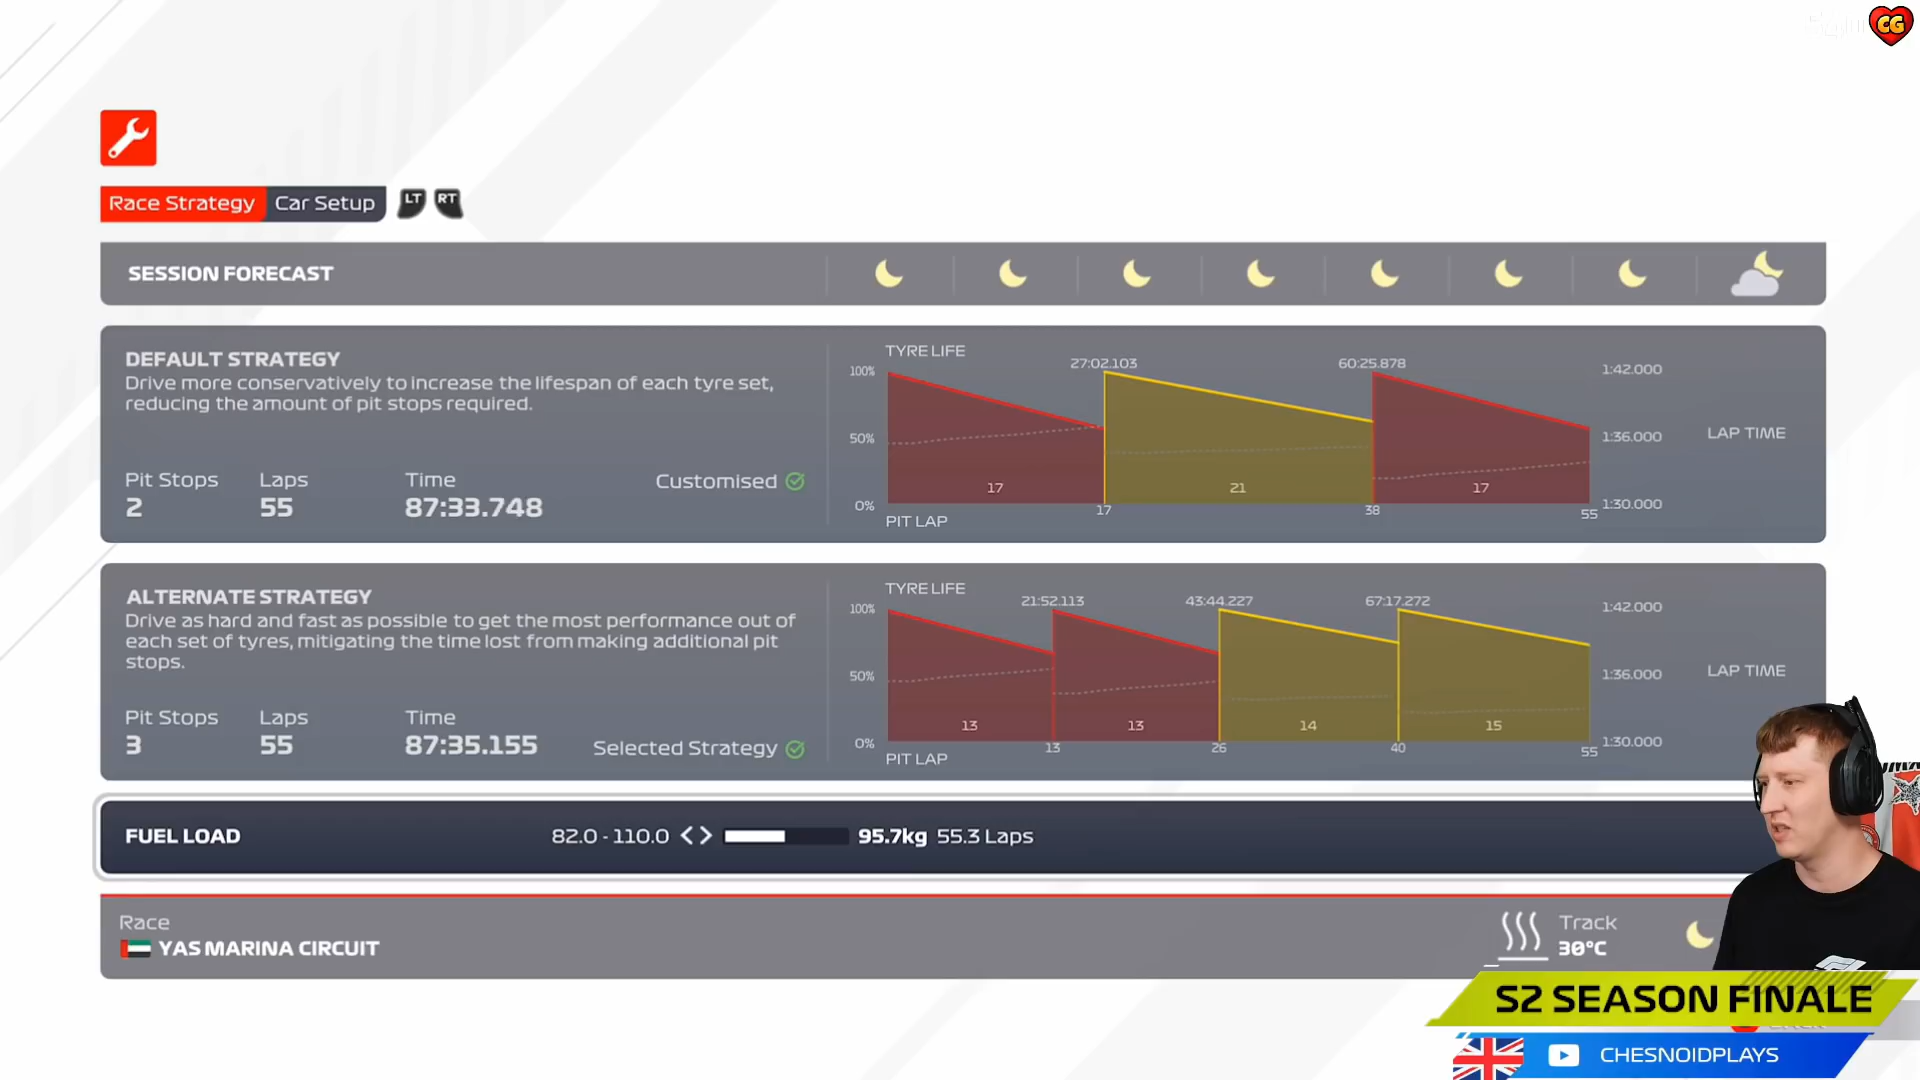 CG
Race Strategy
Car Setup
LT
RT
SESSION FORECAST
DEFAULT STRATEGY
Drive more conservatively to increase the lifespan of each tyre set,
reducing the amount of pit stops required.
Pit Stops
Laps
Time
2
55
87:33.748
Customised
TYRE LIFE
100%
50%
0%
27:02.103
60:25.878
17
21
17
PIT LAP
17
38
55
1:42.000
1:36.000
1:30.000
LAP TIME
ALTERNATE STRATEGY
Drive as hard and fast as possible to get the most performance out of
each set of tyres, mitigating the time lost from making additional pit
stops.
Pit Stops
Laps
Time
3
55
87:35.155
Selected Strategy
TYRE LIFE
100%
50%
0%
21:52.113
43:44.227
67:17.272
13
13
14
15
PIT LAP
13
26
40
55
1:42.000
1:36.000
1:30.000
LAP TIME
FUEL LOAD
82.0 - 110.0
95.7kg
55.3 Laps
Race
YAS MARINA CIRCUIT
Track
30°C
S2 SEASON FINALE
CHESNOIDPLAYS